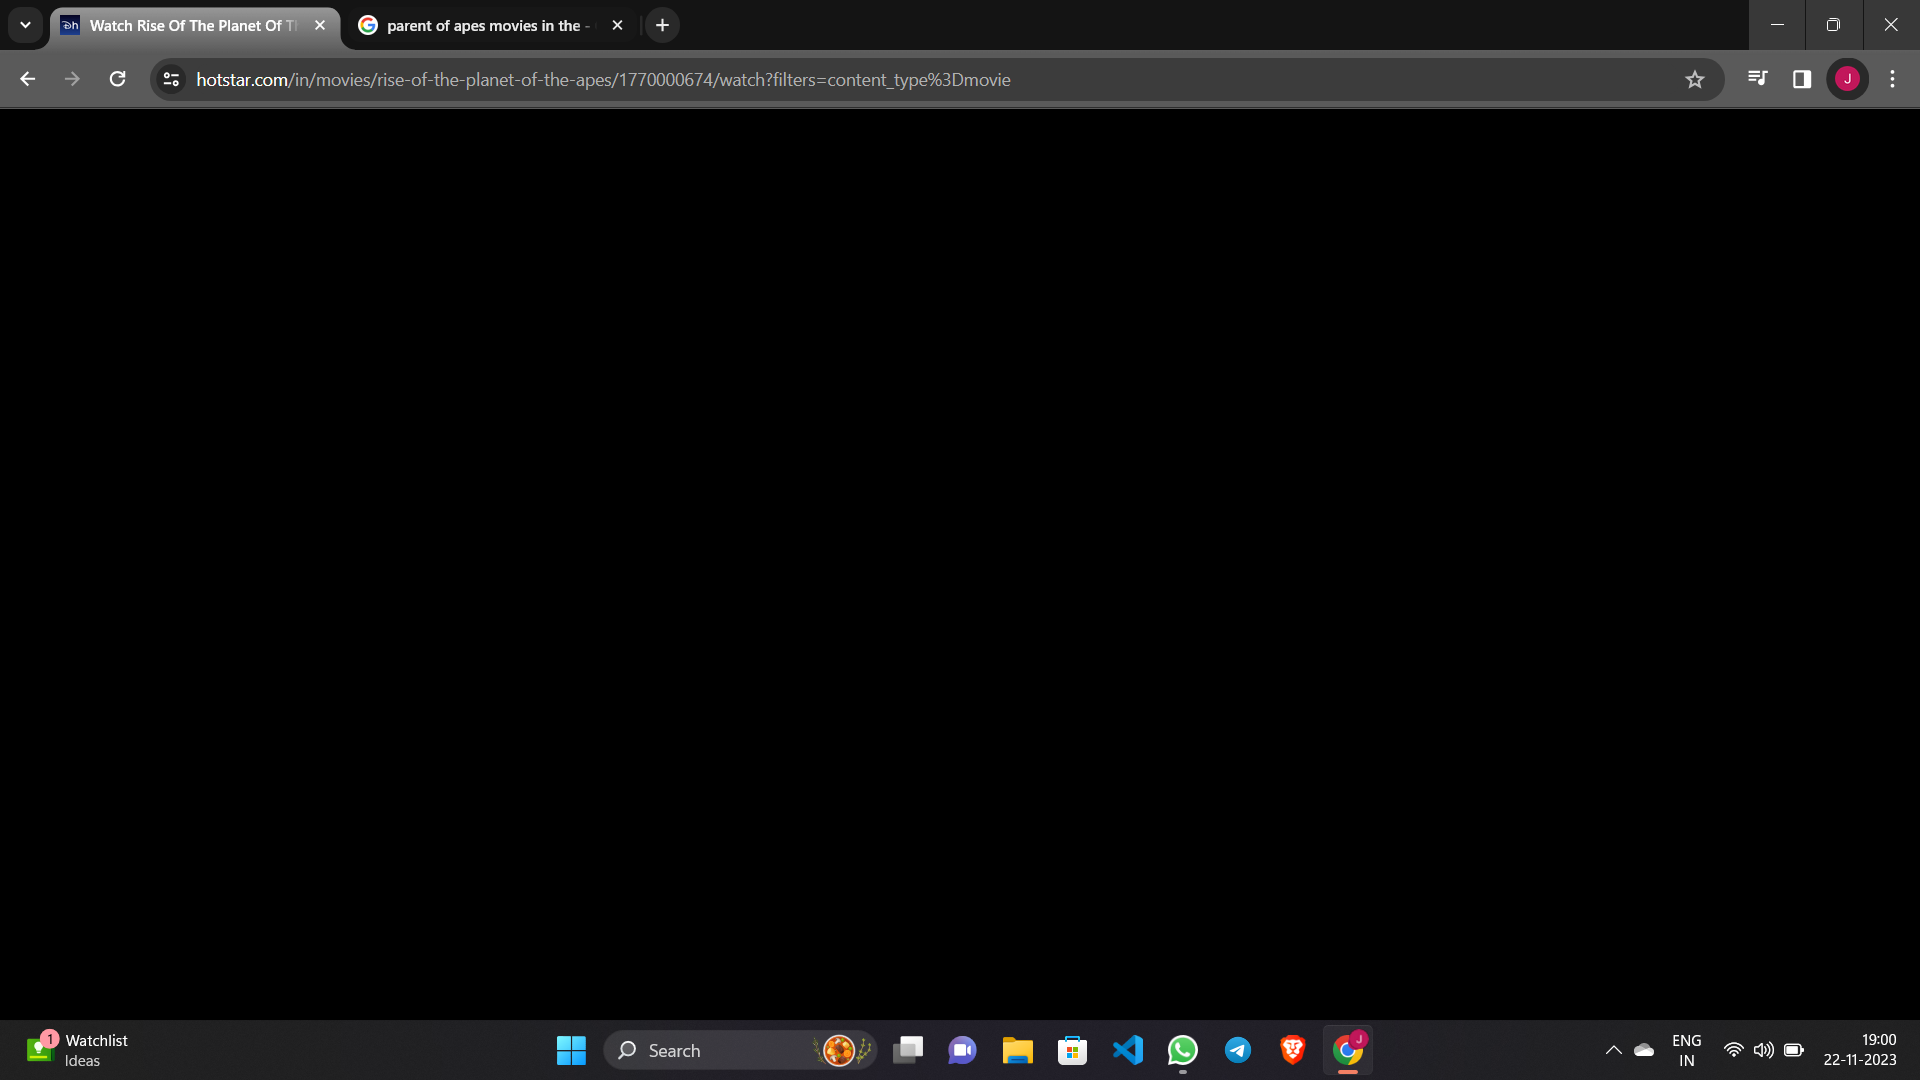 Watch Rise Of The Planet Of Th
parent of apes movies in the -
hotstar.com/in/movies/rise-of-the-planet-of-the-apes/1770000674/watch?filters=content_type%3Dmovie
J
1
Watchlist
Ideas
Search
J
ENG
IN
19:00
22-11-2023